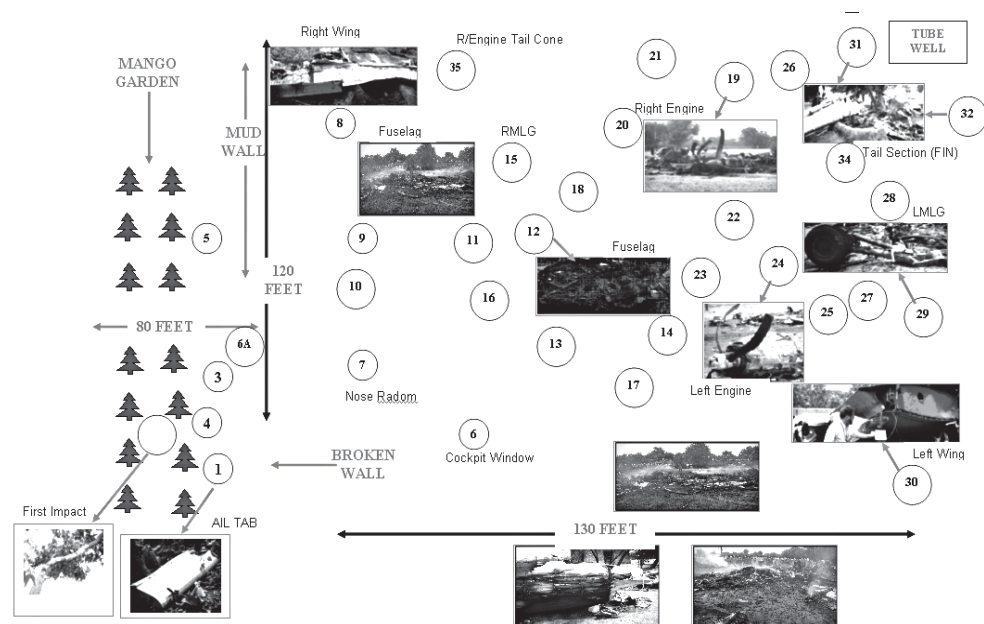 Right Wing
R/Engine Tail Cone
21
31
TUBE
WELL
MANGO
GARDEN
35
26
19
8
Right Engine
20
32
MUD
WALL
Fuselag
RMLG
15
34
Tail Section (FIN)
18
28
LMLG
5
9
11
12
Fuselag
22
120
FEET
10
16
23
24
27
25
29
80 FEET
6A
13
14
3
7
17
Left Engine
Nose Radom
4
6
Cockpit Window
BROKEN
WALL
1
Left Wing
30
First Impact
AIL TAB
130 FEET